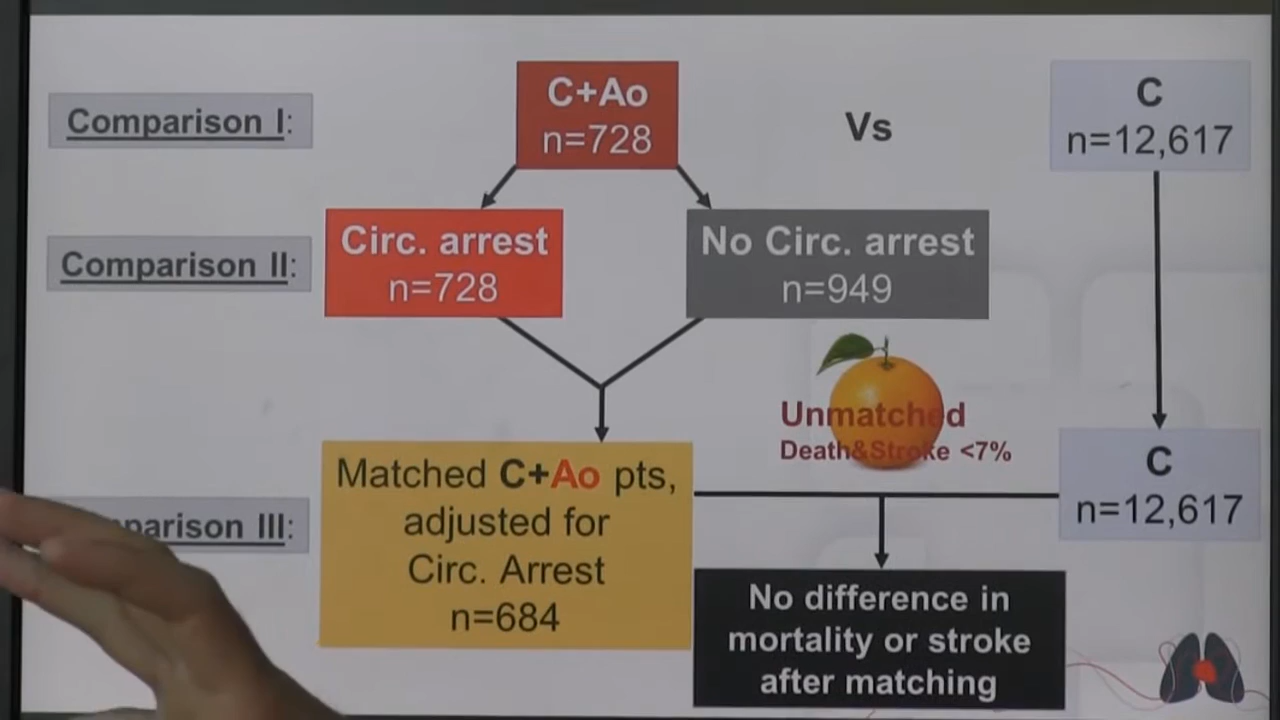 Comparison I:
C+Ao
n=728
Vs
C
n=12,617
Comparison II:
Circ. arrest
n=728
No Circ. arrest
n=949
Unmatched
Death&Stroke <7%
III:
Matched C+Ao pts,
adjusted for
Circ. Arrest
n=684
C
n=12,617
No difference in
mortality or stroke
after matching